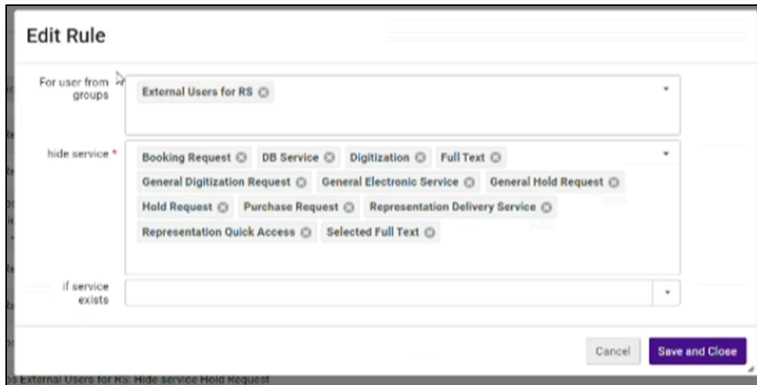 Edit Rule
For user from
groups
External Users for RS
hide service *
Booking Request DB Service Digitization Full Text
General Digitization Request General Electronic Service General Hold Request
Hold Request Purchase Request Representation Delivery Service
Representation Quick Access Selected Full Text
if service
exists
Cancel Save and Close
External Users for RS: Hide service Hold Request